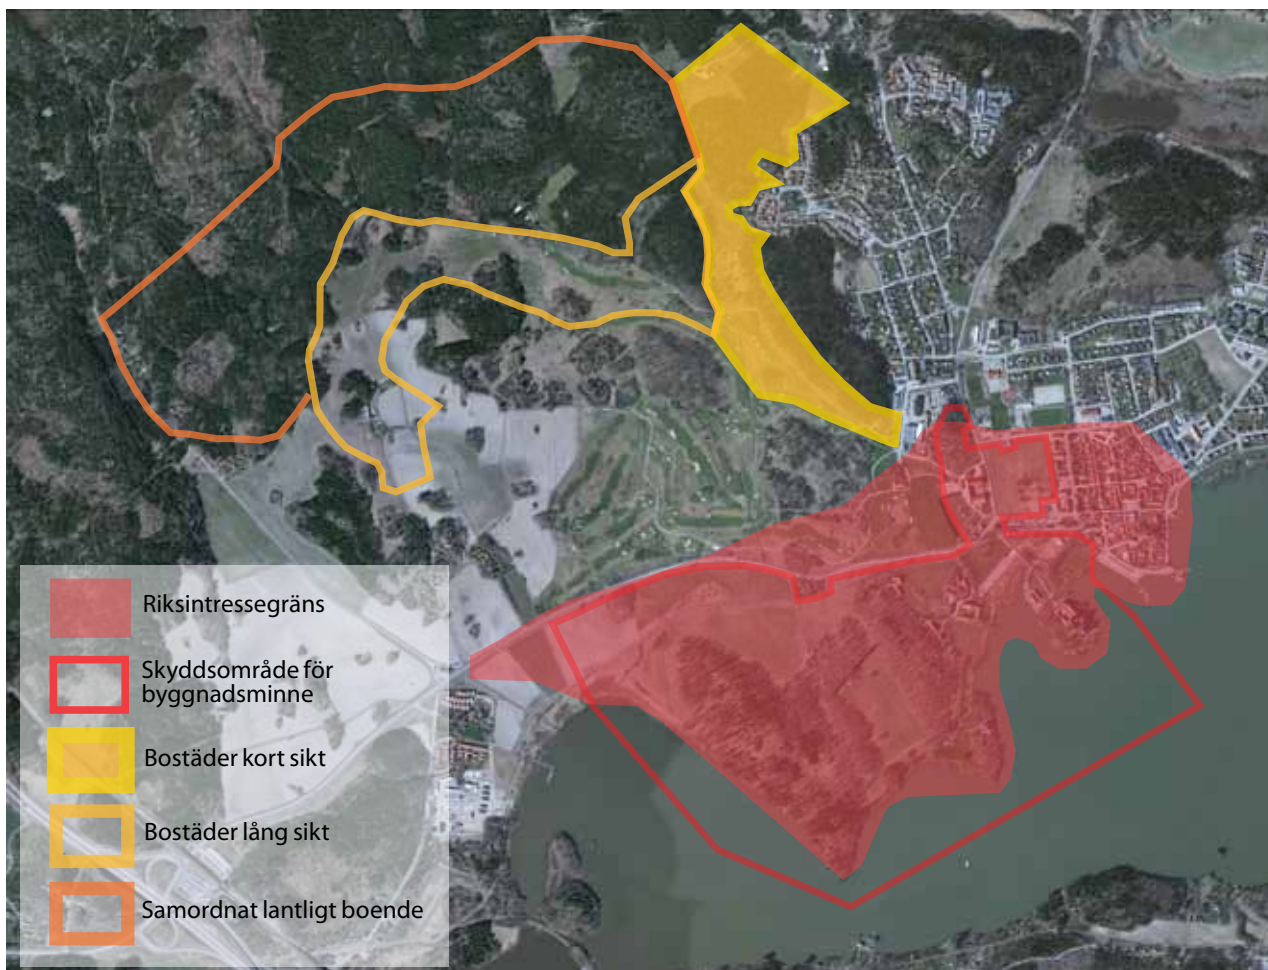 Riksintressegräns
Skyddsområde för
byggnadsminne
Bostäder kort sikt
Bostäder lång sikt
Samordnat lantligt boende